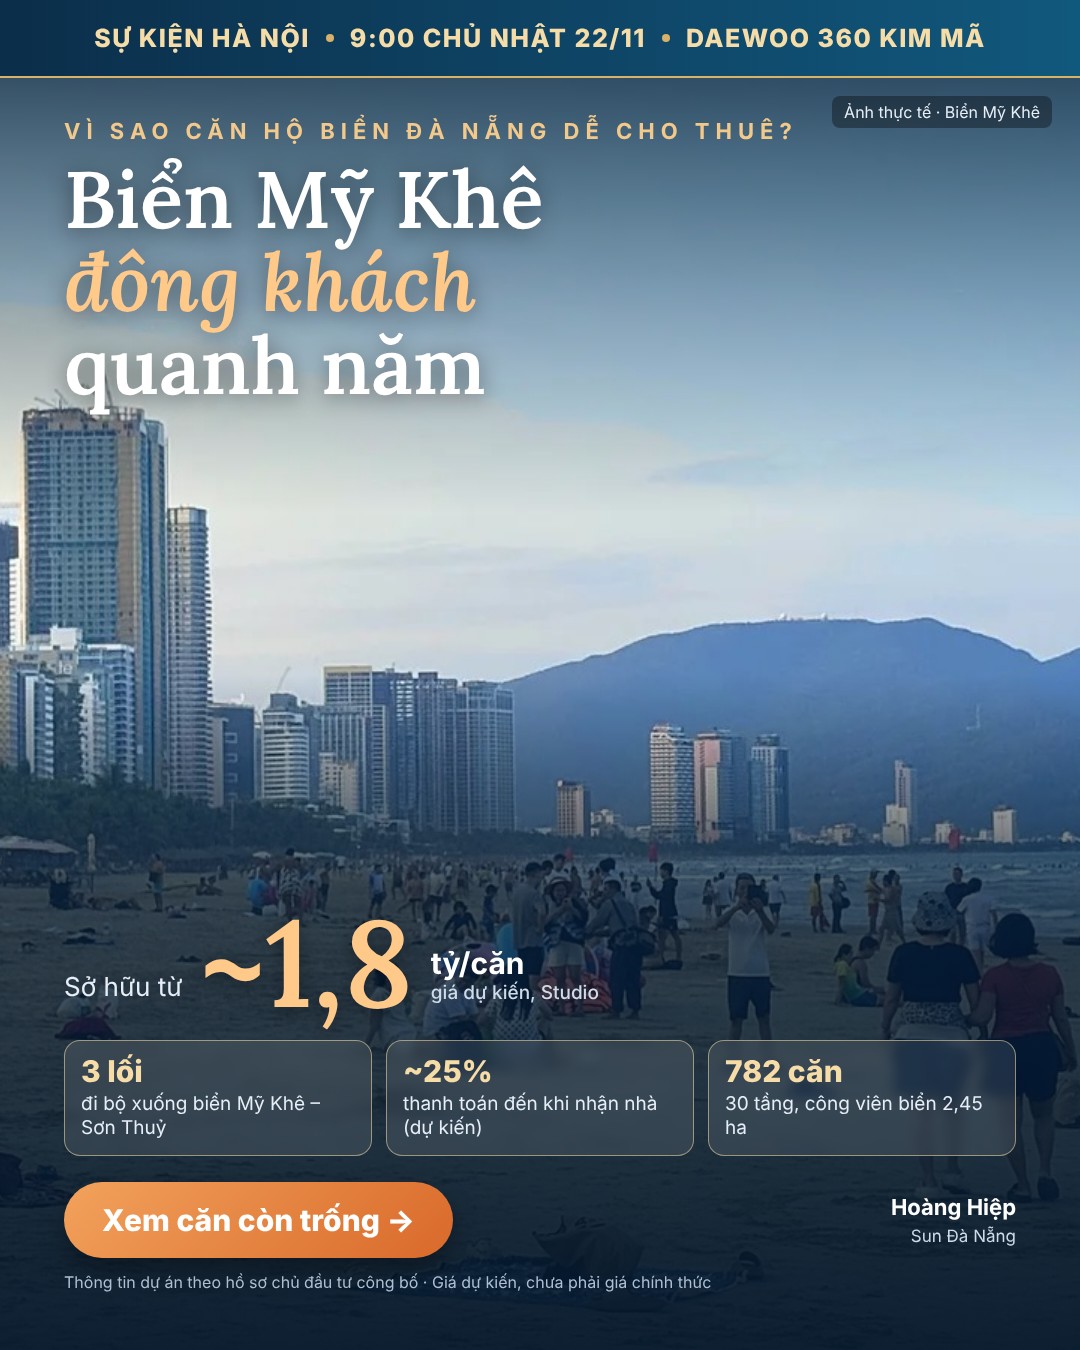 SỰ KIỆN HÀ NỘI • 9:00 CHỦ NHẬT 22/11 • DAEWOO 360 KIM MÃ
Ảnh thực tế · Biển Mỹ Khê
VÌ SAO CĂN HỘ BIỂN ĐÀ NẴNG DỄ CHO THUÊ?
Biển Mỹ Khê
đông khách
quanh năm
Sở hữu từ ~1,8 tỷ/căn
giá dự kiến, Studio
3 lối
đi bộ xuống biển Mỹ Khê –
Sơn Thuỷ
~25%
thanh toán đến khi nhận nhà
(dự kiến)
782 căn
30 tầng, công viên biển 2,45
ha
Xem căn còn trống →
Hoàng Hiệp
Sun Đà Nẵng
Thông tin dự án theo hồ sơ chủ đầu tư công bố · Giá dự kiến, chưa phải giá chính thức